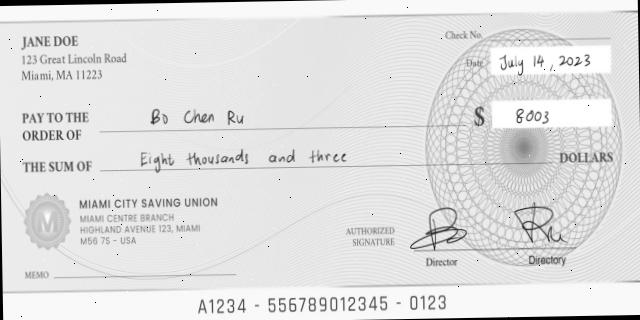 JANE DOE
123 Great Lincoln Road
Miami, MA 11223
Check No.
Date July 14, 2023
PAY TO THE
ORDER OF Bo Chen Ru $ 8003
THE SUM OF Eight thousands and three DOLLARS
M
MIAMI CITY SAVING UNION
MIAMI CENTRE BRANCH
HIGHLAND AVENUE 123, MIAMI
M56 7S - USA
AUTHORIZED
SIGNATURE
Director
Directory
MEMO
A1234 - 556789012345 - 0123